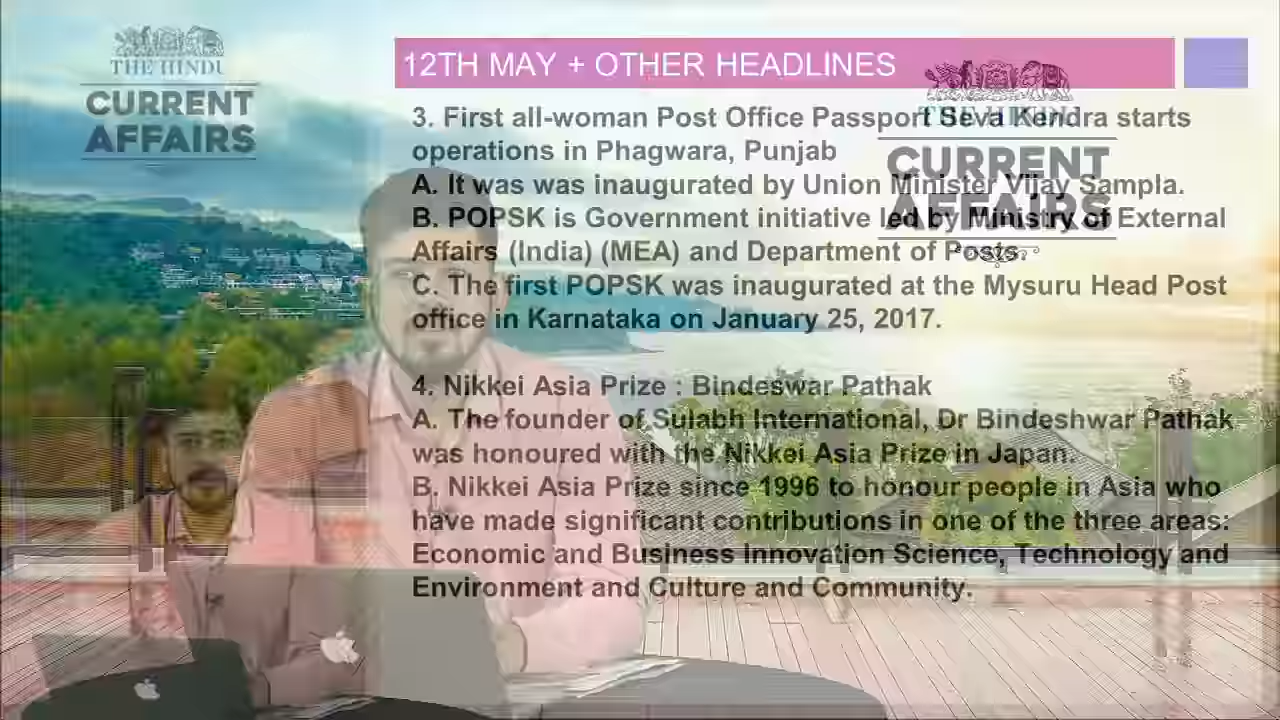 THE HINDU
CURRENT
AFFAIRS
12TH MAY + OTHER HEADLINES
THE HINDU
CURRENT
AFFAIRS
3. First all-woman Post Office Passport Seva Kendra starts
operations in Phagwara, Punjab
A. It was was inaugurated by Union Minister Vijay Sampla.
B. POPSK is Government initiative led by Ministry of External
Affairs (India) (MEA) and Department of Posts.
C. The first POPSK was inaugurated at the Mysuru Head Post
office in Karnataka on January 25, 2017.
4. Nikkei Asia Prize : Bindeswar Pathak
A. The founder of Sulabh International, Dr Bindeshwar Pathak
was honoured with the Nikkei Asia Prize in Japan.
B. Nikkei Asia Prize since 1996 to honour people in Asia who
have made significant contributions in one of the three areas:
Economic and Business Innovation Science, Technology and
Environment and Culture and Community.